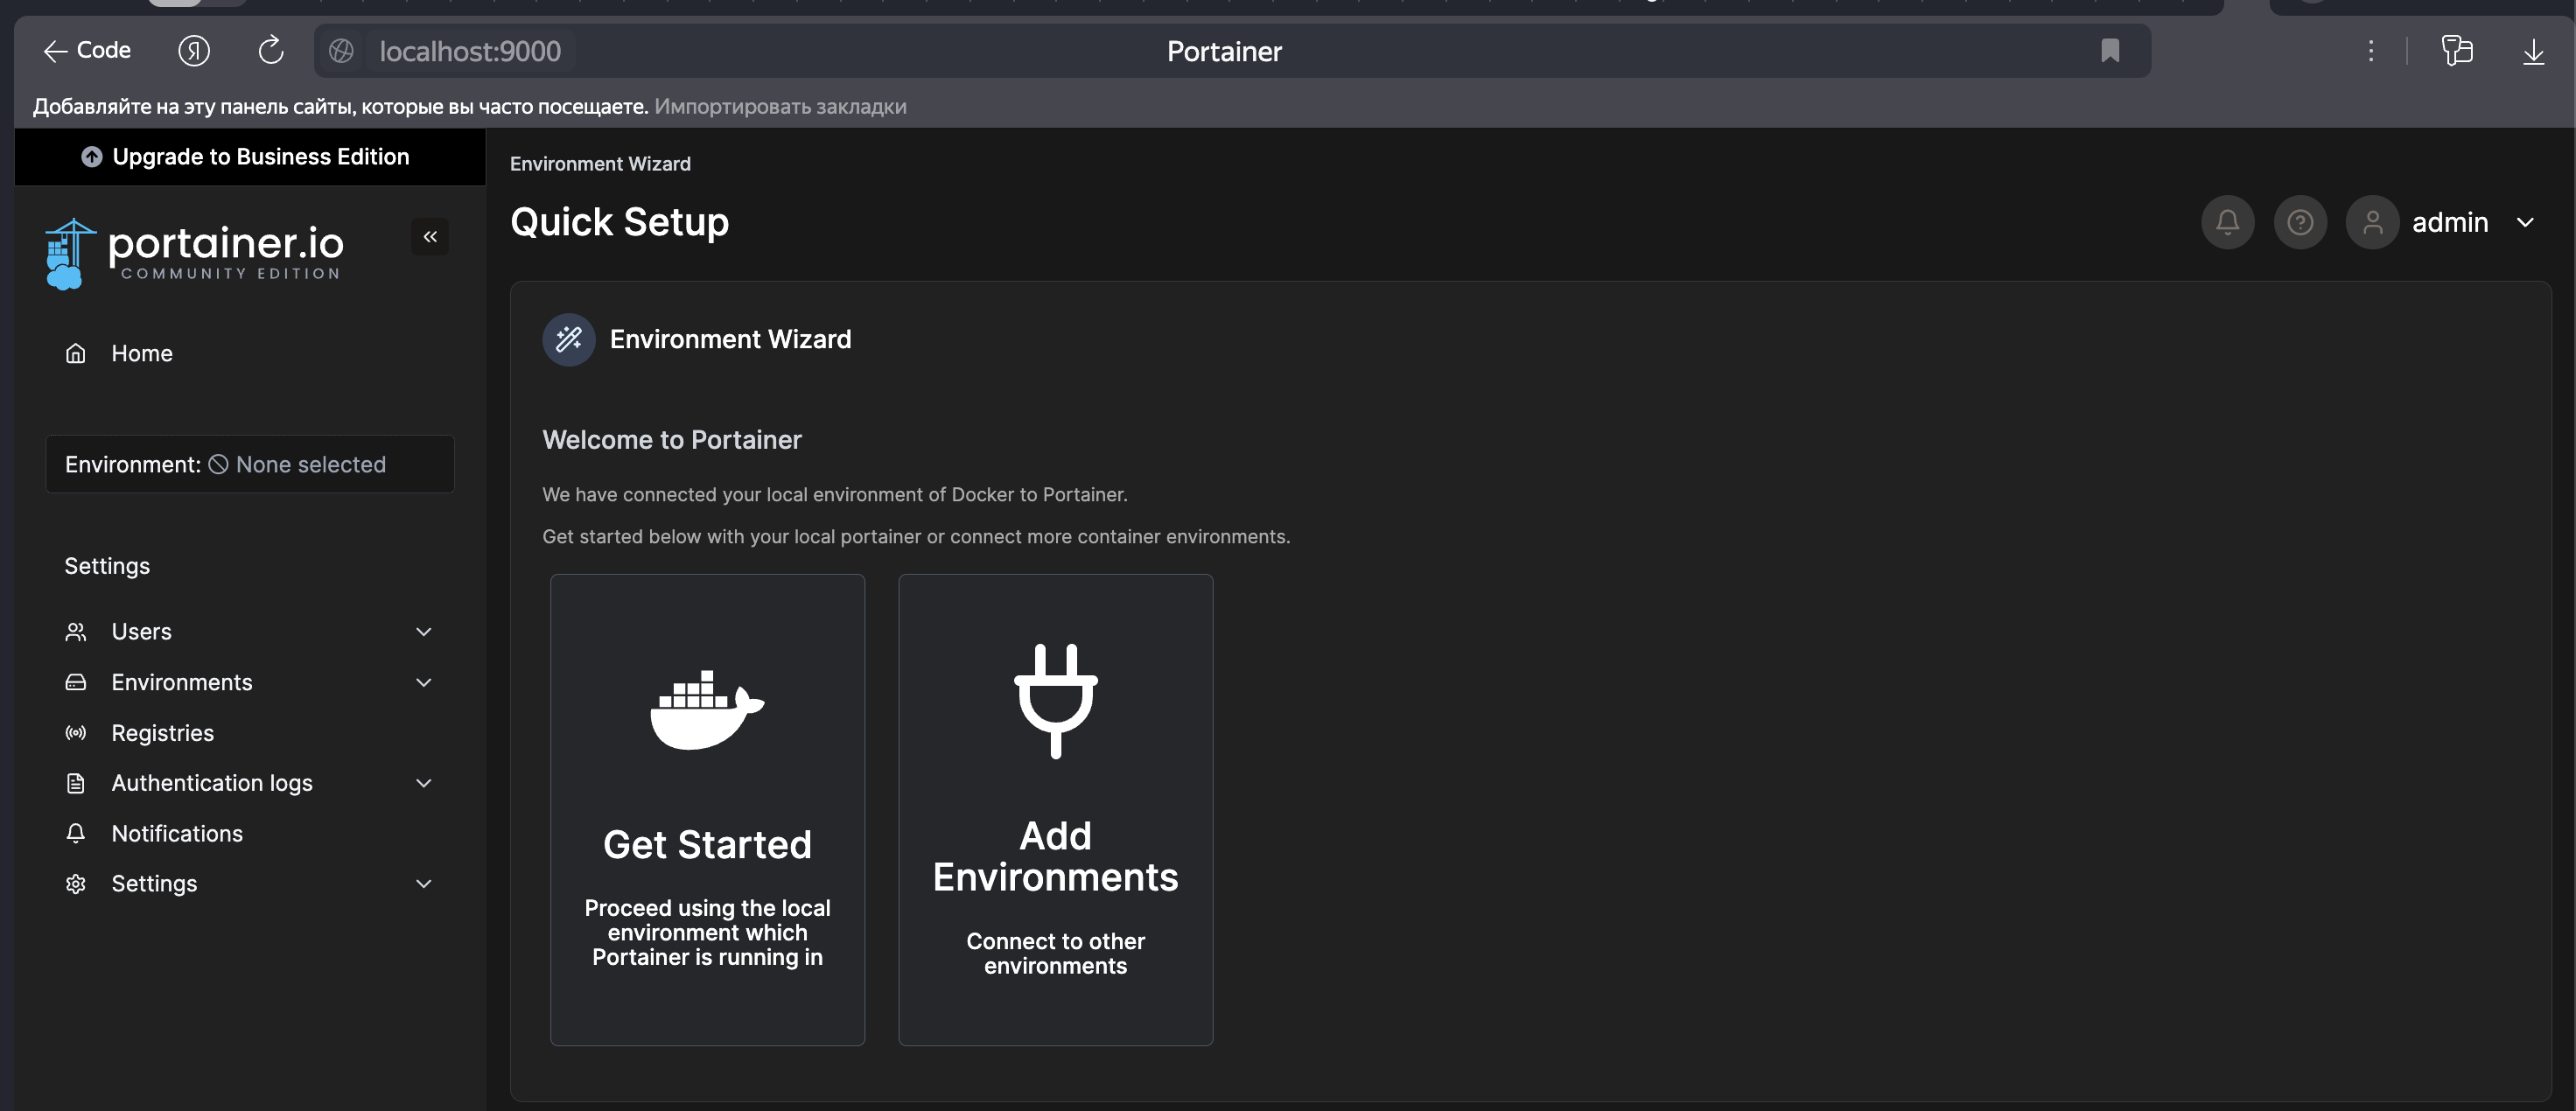 Code
Я
localhost:9000
Portainer
Добавляйте на эту панель сайты, которые вы часто посещаете. Импортировать закладки
Upgrade to Business Edition
portainer.io
COMMUNITY EDITION
Home
Environment: None selected
Settings
Users
Environments
Registries
Authentication logs
Notifications
Settings
Environment Wizard
Quick Setup
admin
Environment Wizard
Welcome to Portainer
We have connected your local environment of Docker to Portainer.
Get started below with your local portainer or connect more container environments.
Get Started
Proceed using the local
environment which
Portainer is running in
Add
Environments
Connect to other
environments